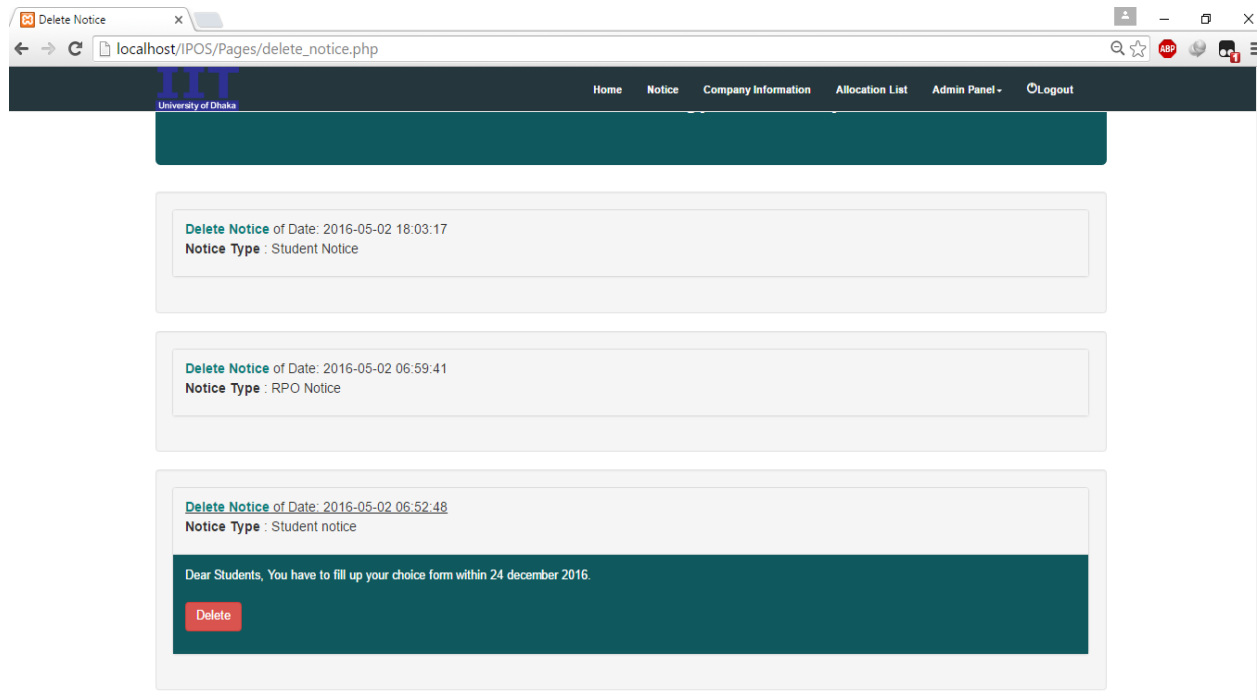 Delete Notice
localhost/IPOS/Pages/delete_notice.php
ABP
1
IIT
University of Dhaka
Home Notice Company Information Allocation List Admin Panel Logout
Delete Notice of Date: 2016-05-02 18:03:17
Notice Type : Student Notice
Delete Notice of Date: 2016-05-02 06:59:41
Notice Type : RPO Notice
Delete Notice of Date: 2016-05-02 06:52:48
Notice Type : Student notice
Dear Students, You have to fill up your choice form within 24 december 2016.
Delete